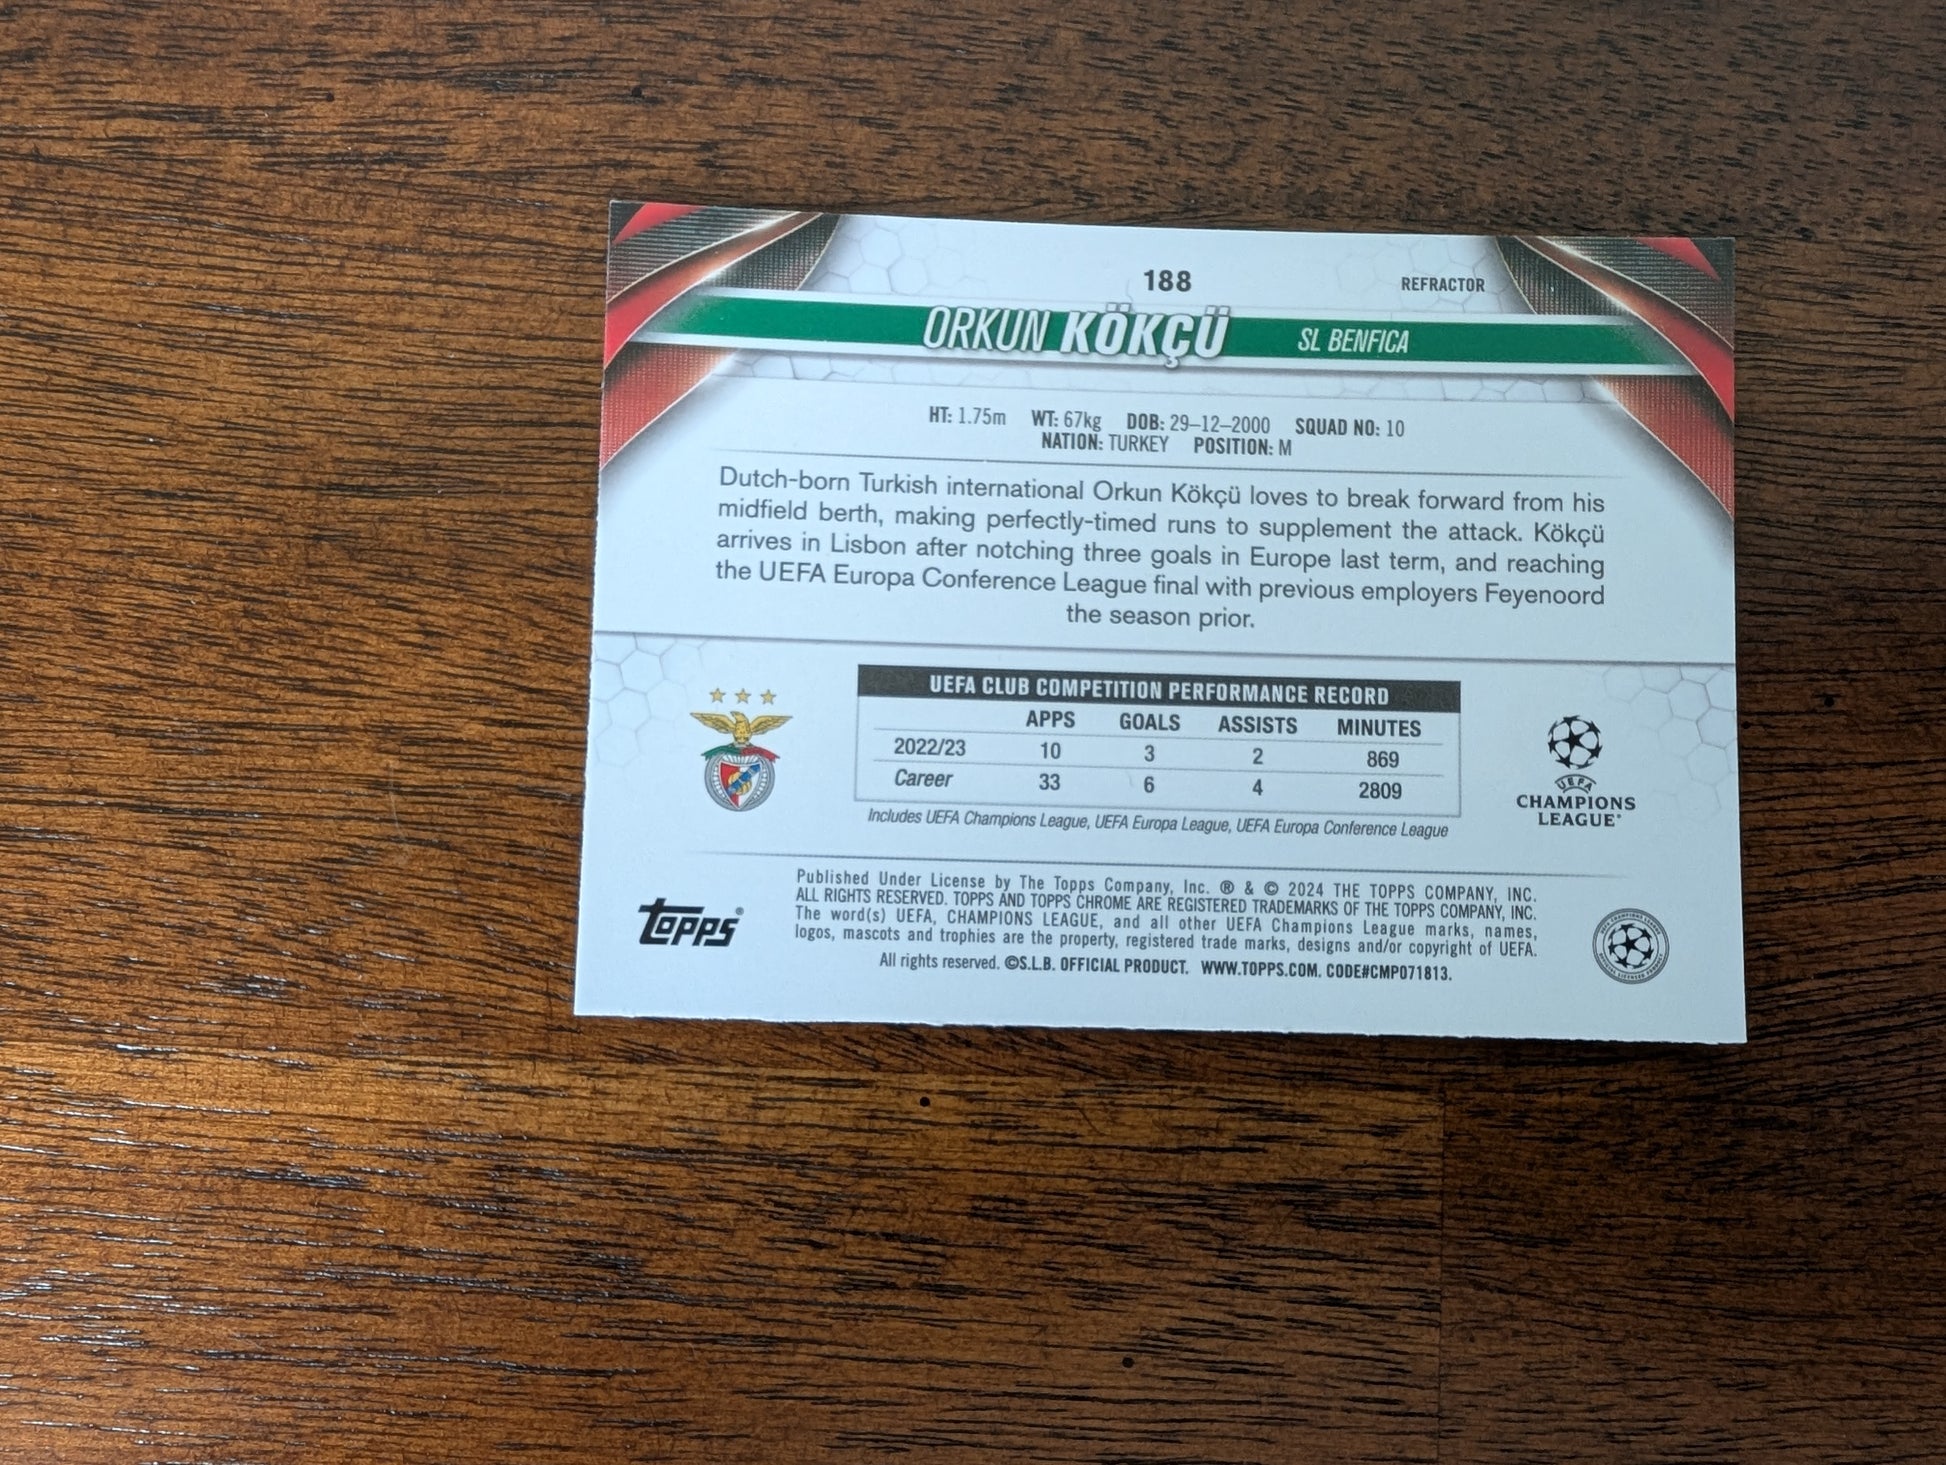 188
REFRACTOR
ORKUN KÖKÇÜ SL BENFICA
HT: 1.75m WT: 67kg DOB: 29–12–2000 SQUAD NO: 10
NATION: TURKEY POSITION: M
Dutch-born Turkish international Orkun Kökçü loves to break forward from his
midfield berth, making perfectly-timed runs to supplement the attack. Kökçü
arrives in Lisbon after notching three goals in Europe last term, and reaching
the UEFA Europa Conference League final with previous employers Feyenoord
the season prior.
UEFA CLUB COMPETITION PERFORMANCE RECORD
APPS GOALS ASSISTS MINUTES
2022/23 10 3 2 869
Career 33 6 4 2809
Includes UEFA Champions League, UEFA Europa League, UEFA Europa Conference League
UEFA
CHAMPIONS
LEAGUE®
Published Under License by The Topps Company, Inc. ® & © 2024 THE TOPPS COMPANY, INC.
ALL RIGHTS RESERVED. TOPPS AND TOPPS CHROME ARE REGISTERED TRADEMARKS OF THE TOPPS COMPANY, INC.
The word(s) UEFA, CHAMPIONS LEAGUE, and all other UEFA Champions League marks, names,
logos, mascots and trophies are the property, registered trade marks, designs and/or copyright of UEFA.
All rights reserved. ©S.L.B. OFFICIAL PRODUCT. WWW.TOPPS.COM. CODE#CMP071813.
topps®